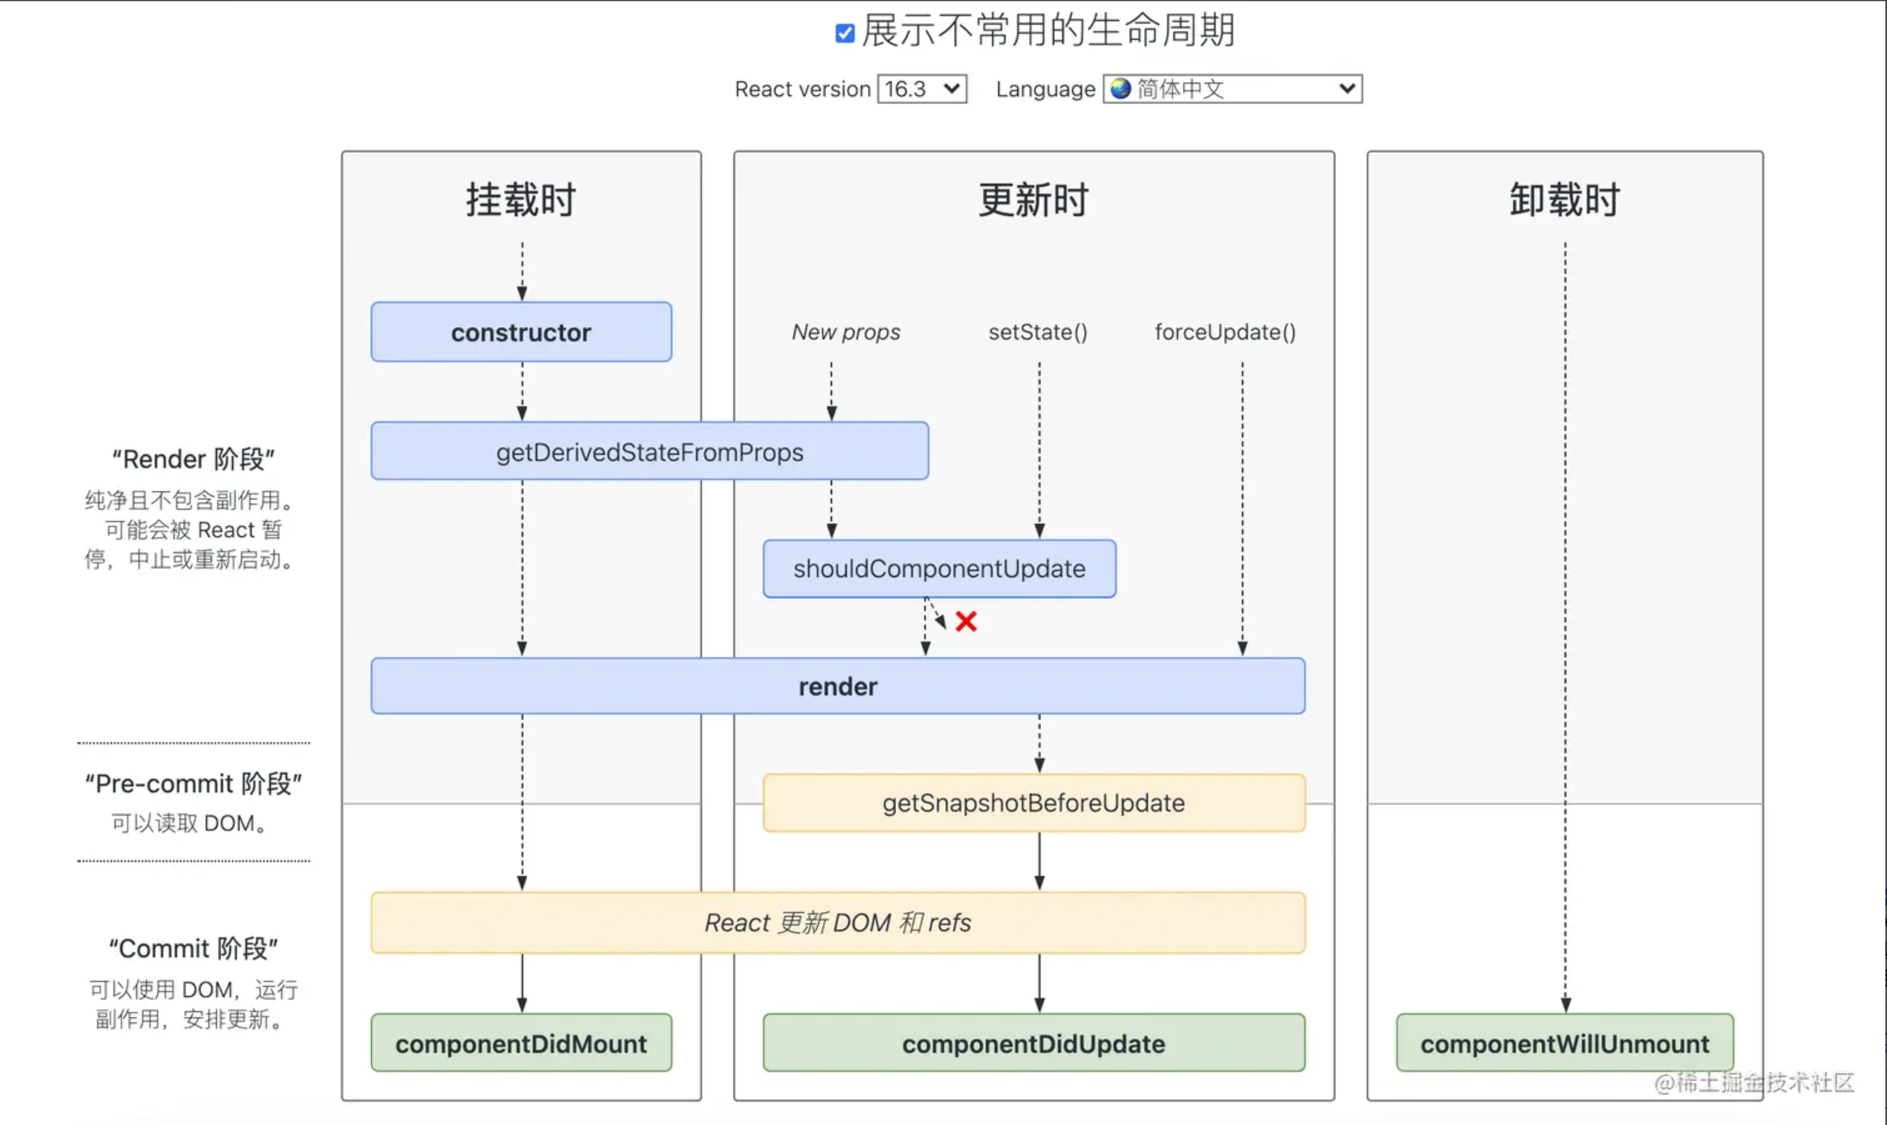 展示不常用的生命周期
React version 16.3 Language 简体中文
挂载时
更新时
卸载时
constructor
New props
setState()
forceUpdate()
getDerivedStateFromProps
“Render 阶段”
纯净且不包含副作用。
可能会被 React 暂
停，中止或重新启动。
shouldComponentUpdate
render
“Pre-commit 阶段”
可以读取 DOM。
getSnapshotBeforeUpdate
React 更新 DOM 和 refs
“Commit 阶段”
可以使用 DOM，运行
副作用，安排更新。
componentDidMount
componentDidUpdate
componentWillUnmount
@稀土掘金技术社区